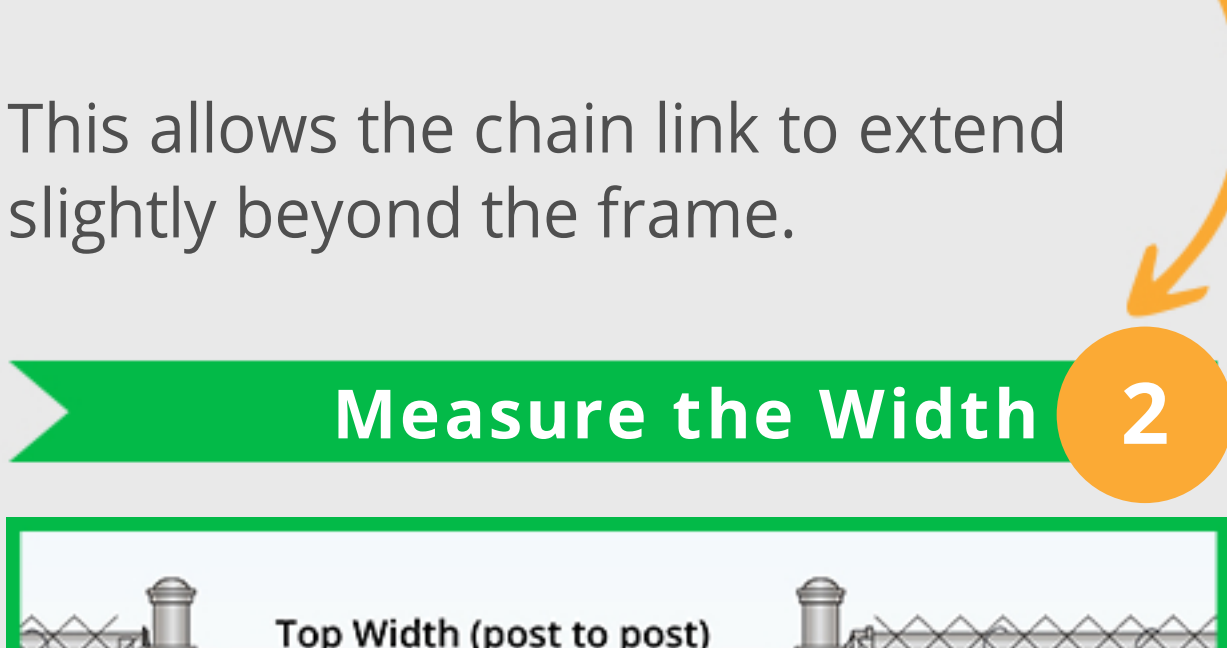 This allows the chain link to extend
slightly beyond the frame.
Measure the Width
2
Top Width (post to post)